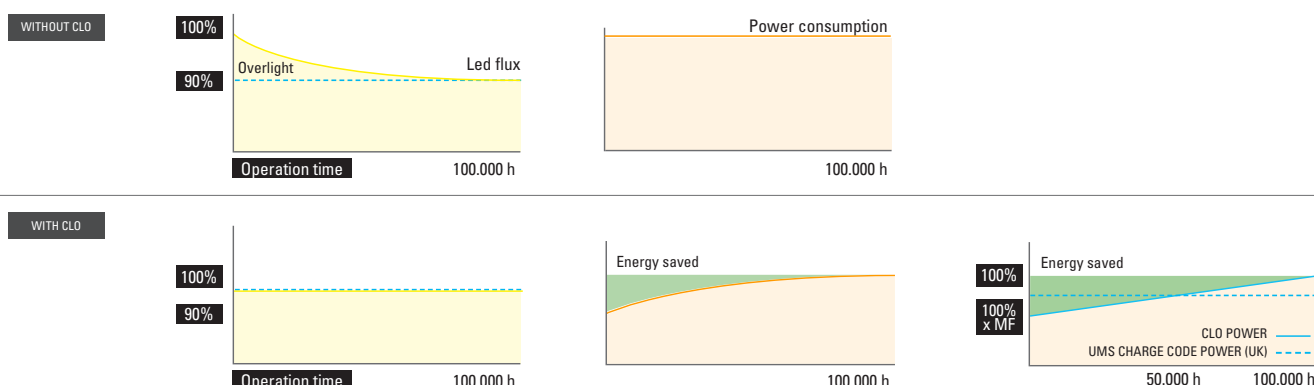 WITHOUT CLO
100%
90%
Overlight
Led flux
Operation time
100.000 h
Power consumption
100.000 h
WITH CLO
100%
90%
Operation time
100.000 h
Energy saved
100.000 h
100%
100%
x MF
Energy saved
CLO POWER
UMS CHARGE CODE POWER (UK)
50.000 h
100.000 h